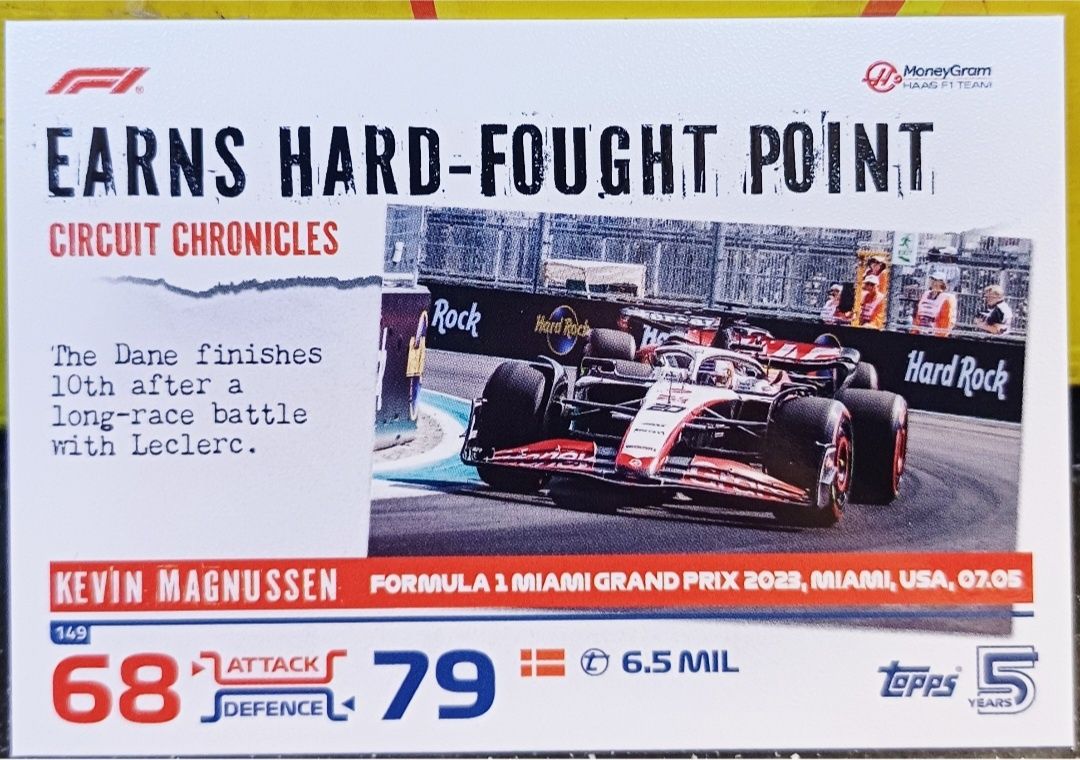 F1
MoneyGram
HAAS F1 TEAM
EARNS HARD-FOUGHT POINT
CIRCUIT CHRONICLES
The Dane finishes
10th after a
long-race battle
with Leclerc.
Rock
Hard Rock
Hard Rock
KEVIN MAGNUSSEN
FORMULA 1 MIAMI GRAND PRIX 2023, MIAMI, USA, 07.05
149
68 ATTACK
DEFENCE 79
6.5 MIL
Topps
5
YEARS